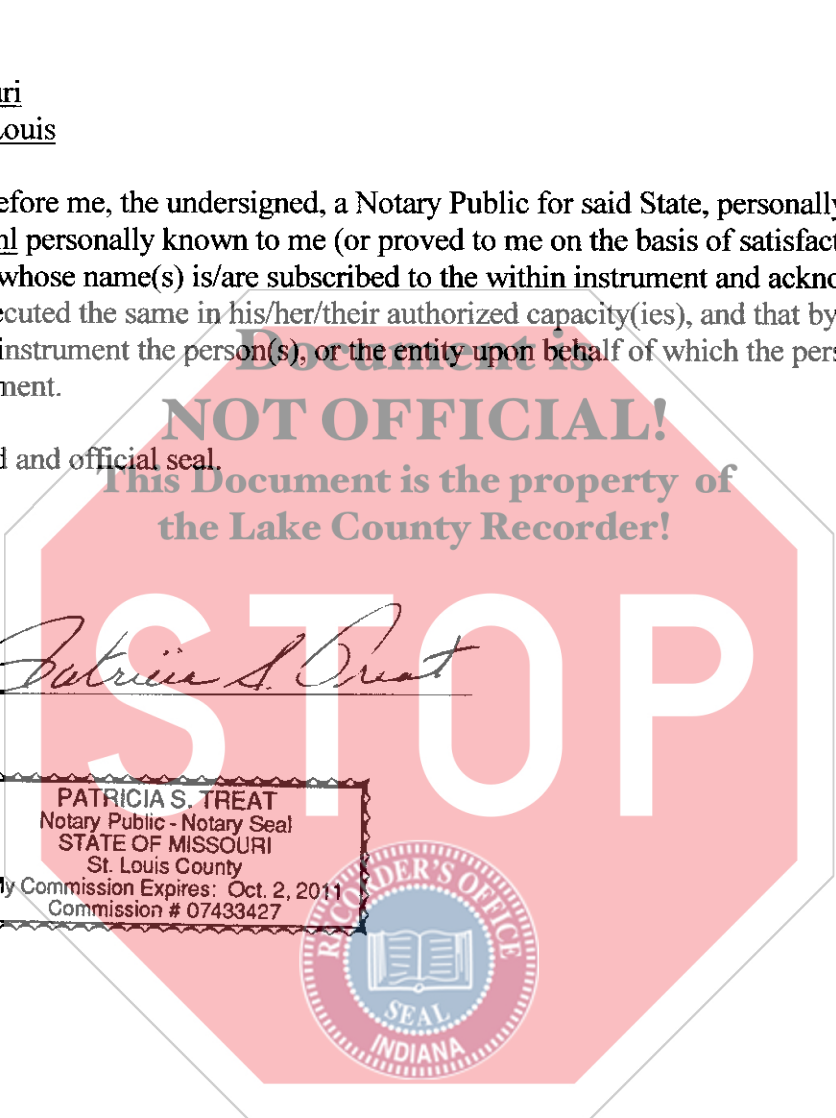 uri
Louis
efore me, the undersigned, a Notary Public for said State, personally
nl personally known to me (or proved to me on the basis of satisfact
whose name(s) is/are subscribed to the within instrument and ackno
ecuted the same in his/her/their authorized capacity(ies), and that by
instrument the person(s), or the entity upon behalf of which the pers
ment.
d and official seal.
Document is
NOT OFFICIAL!
This Document is the property of
the Lake County Recorder!
STOP
Patricia S. Treat
PATRICIA S. TREAT
Notary Public - Notary Seal
STATE OF MISSOURI
St. Louis County
My Commission Expires: Oct. 2, 2011
Commission # 07433427
RECORDER'S OFFICE
SEAL
INDIANA